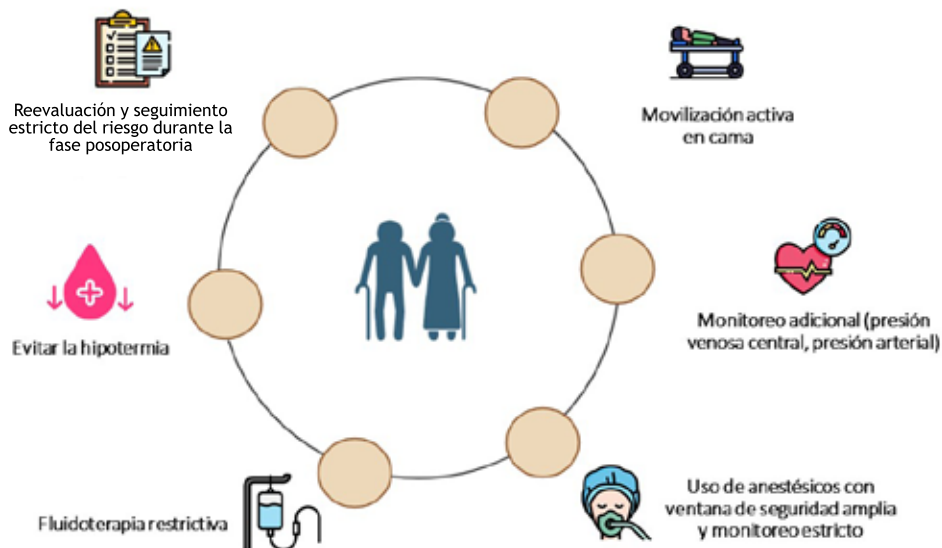 Reevaluación y seguimiento
estricto del riesgo durante la
fase posoperatoria
Movilización activa
en cama
Evitar la hipotermia
Monitoreo adicional (presión
venosa central, presión arterial)
Fluidoterapia restrictiva
Uso de anestésicos con
ventana de seguridad amplia
y monitoreo estricto